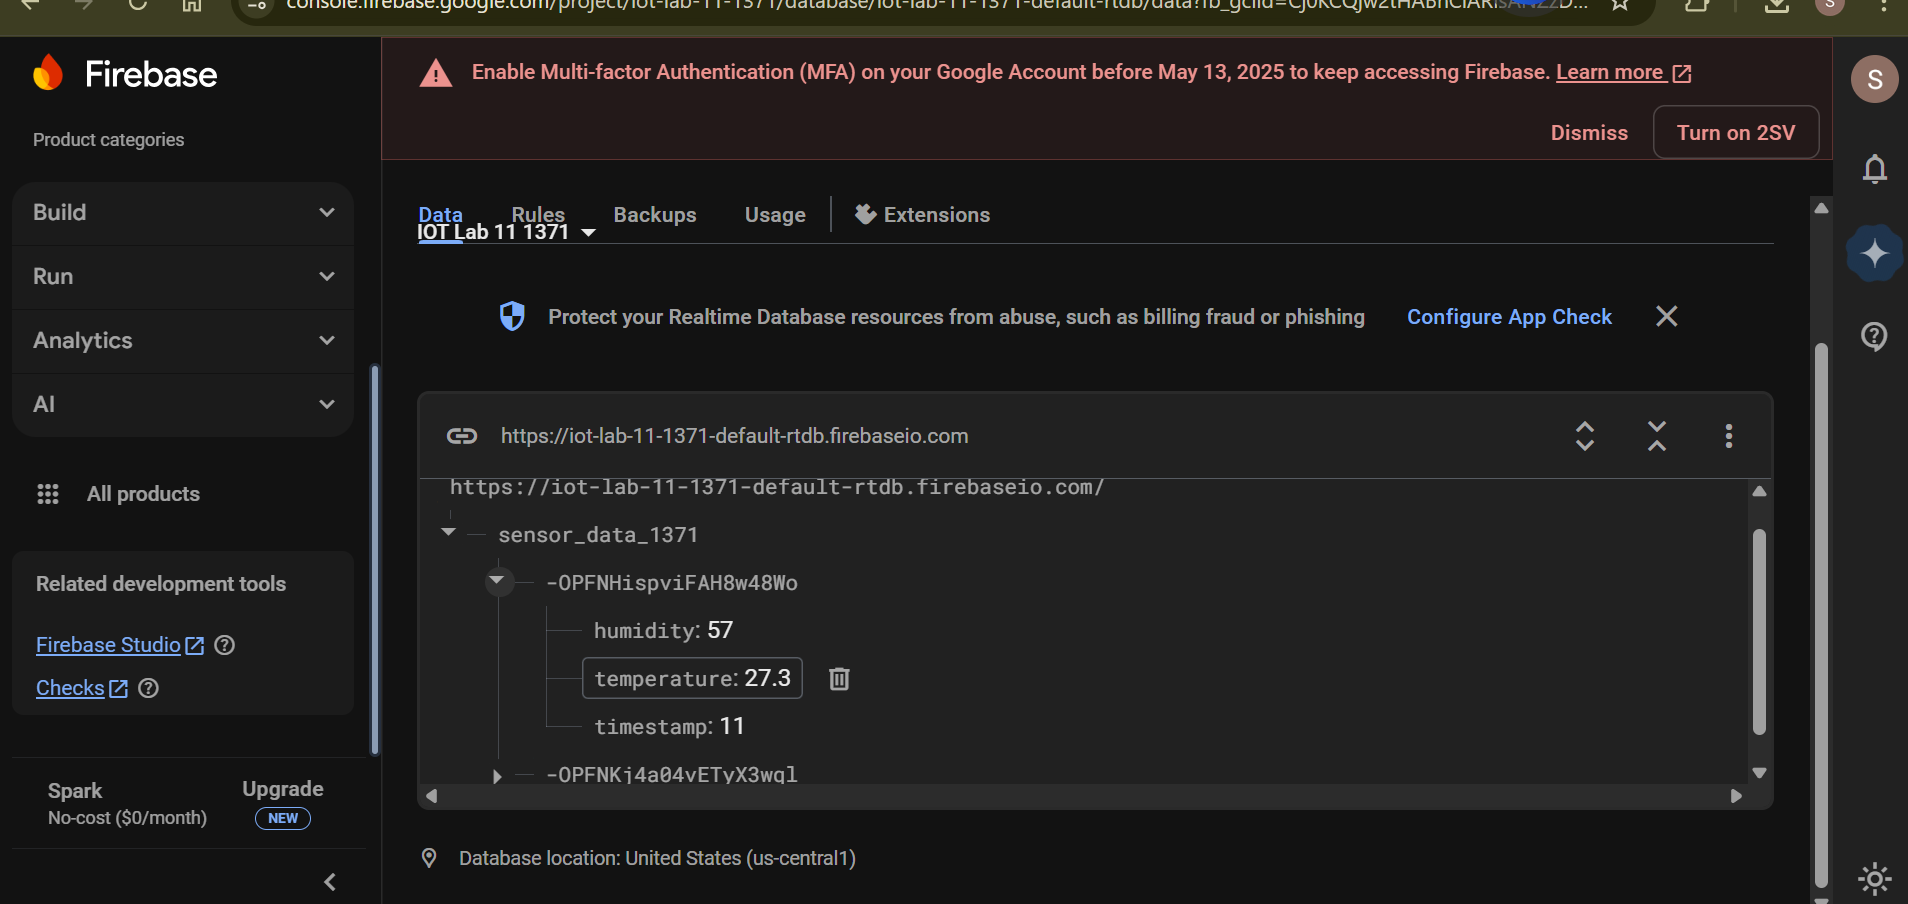 console.firebase.google.com/project/iot-lab-11-1371/database/iot-lab-11-1371-default-rtdb/data?fb_gclid=
Firebase
Product categories
Build
Run
Analytics
AI
All products
Related development tools
Firebase Studio
Checks
Spark
No-cost ($0/month)
Upgrade
NEW
Enable Multi-factor Authentication (MFA) on your Google Account before May 13, 2025 to keep accessing Firebase. Learn more
Dismiss
Turn on 2SV
S
Data Rules Backups Usage Extensions
IOT Lab 11 1371
Protect your Realtime Database resources from abuse, such as billing fraud or phishing Configure App Check
https://iot-lab-11-1371-default-rtdb.firebaseio.com
https://iot-lab-11-1371-default-rtdb.firebaseio.com/
sensor_data_1371
-OPFNHispviFAH8w48Wo
humidity: 57
temperature: 27.3
timestamp: 11
-OPFNKj4a04vETyX3wql
Database location: United States (us-central1)